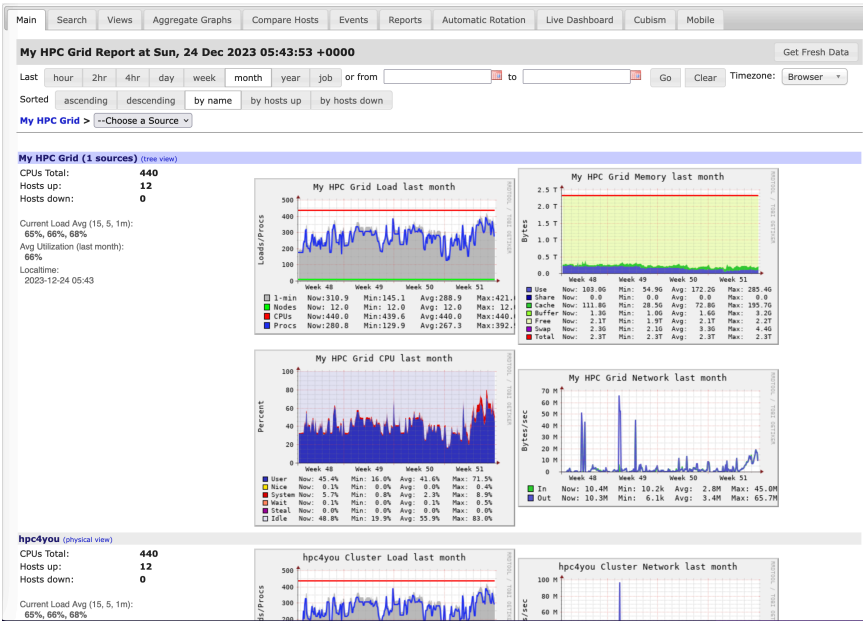 Main Search Views Aggregate Graphs Compare Hosts Events Reports Automatic Rotation Live Dashboard Cubism Mobile
My HPC Grid Report at Sun, 24 Dec 2023 05:43:53 +0000 Get Fresh Data
Last hour 2hr 4hr day week month year job or from to Go Clear Timezone: Browser
Sorted ascending descending by name by hosts up by hosts down
My HPC Grid > --Choose a Source
My HPC Grid (1 sources) (tree view)
CPUs Total: 440
Hosts up: 12
Hosts down: 0
Current Load Avg (15, 5, 1m):
65%, 66%, 68%
Avg Utilization (last month):
66%
Localtime:
2023-12-24 05:43
My HPC Grid Load last month
RRDTOOL / TOBI OETIKER
Loads/Procs
500
400
300
200
100
0
Week 48 Week 49 Week 50 Week 51
1-min Now:310.9 Min:145.1 Avg:288.9 Max:421.
Nodes Now: 12.0 Min: 12.0 Avg: 12.0 Max: 12.
CPUs Now:440.0 Min:439.6 Avg:440.0 Max:440.
Procs Now:280.8 Min:129.9 Avg:267.3 Max:392.
My HPC Grid Memory last month
RRDTOOL / TOBI OETIKER
Bytes
2.5 T
2.0 T
1.5 T
1.0 T
0.5 T
0.0
Week 48 Week 49 Week 50 Week 51
Use Now: 103.0G Min: 54.9G Avg: 172.2G Max: 285.4G
Share Now: 0.0 Min: 0.0 Avg: 0.0 Max: 0.0
Cache Now: 111.8G Min: 28.5G Avg: 72.8G Max: 195.7G
Buffer Now: 1.3G Min: 1.0G Avg: 1.6G Max: 3.2G
Free Now: 2.1T Min: 1.9T Avg: 2.1T Max: 2.2T
Swap Now: 2.3G Min: 2.1G Avg: 3.3G Max: 4.4G
Total Now: 2.3T Min: 2.3T Avg: 2.3T Max: 2.3T
My HPC Grid CPU last month
RRDTOOL / TOBI OETIKER
Percent
100
80
60
40
20
0
Week 48 Week 49 Week 50 Week 51
User Now: 45.4% Min: 16.0% Avg: 41.6% Max: 71.5%
Nice Now: 0.1% Min: 0.0% Avg: 0.0% Max: 0.4%
System Now: 5.7% Min: 0.8% Avg: 2.3% Max: 8.9%
Wait Now: 0.1% Min: 0.0% Avg: 0.1% Max: 0.5%
Steal Now: 0.0% Min: 0.0% Avg: 0.0% Max: 0.0%
Idle Now: 48.8% Min: 19.9% Avg: 55.9% Max: 83.0%
My HPC Grid Network last month
RRDTOOL / TOBI OETIKER
Bytes/sec
70 M
60 M
50 M
40 M
30 M
20 M
10 M
0
Week 48 Week 49 Week 50 Week 51
In Now: 10.4M Min: 10.2k Avg: 2.8M Max: 45.0M
Out Now: 10.3M Min: 6.1k Avg: 3.4M Max: 65.7M
hpc4you (physical view)
CPUs Total: 440
Hosts up: 12
Hosts down: 0
Current Load Avg (15, 5, 1m):
65%, 66%, 68%
hpc4you Cluster Load last month
ds/Procs
500
400
300
200
hpc4you Cluster Network last month
/sec
100 M
80 M
60 M